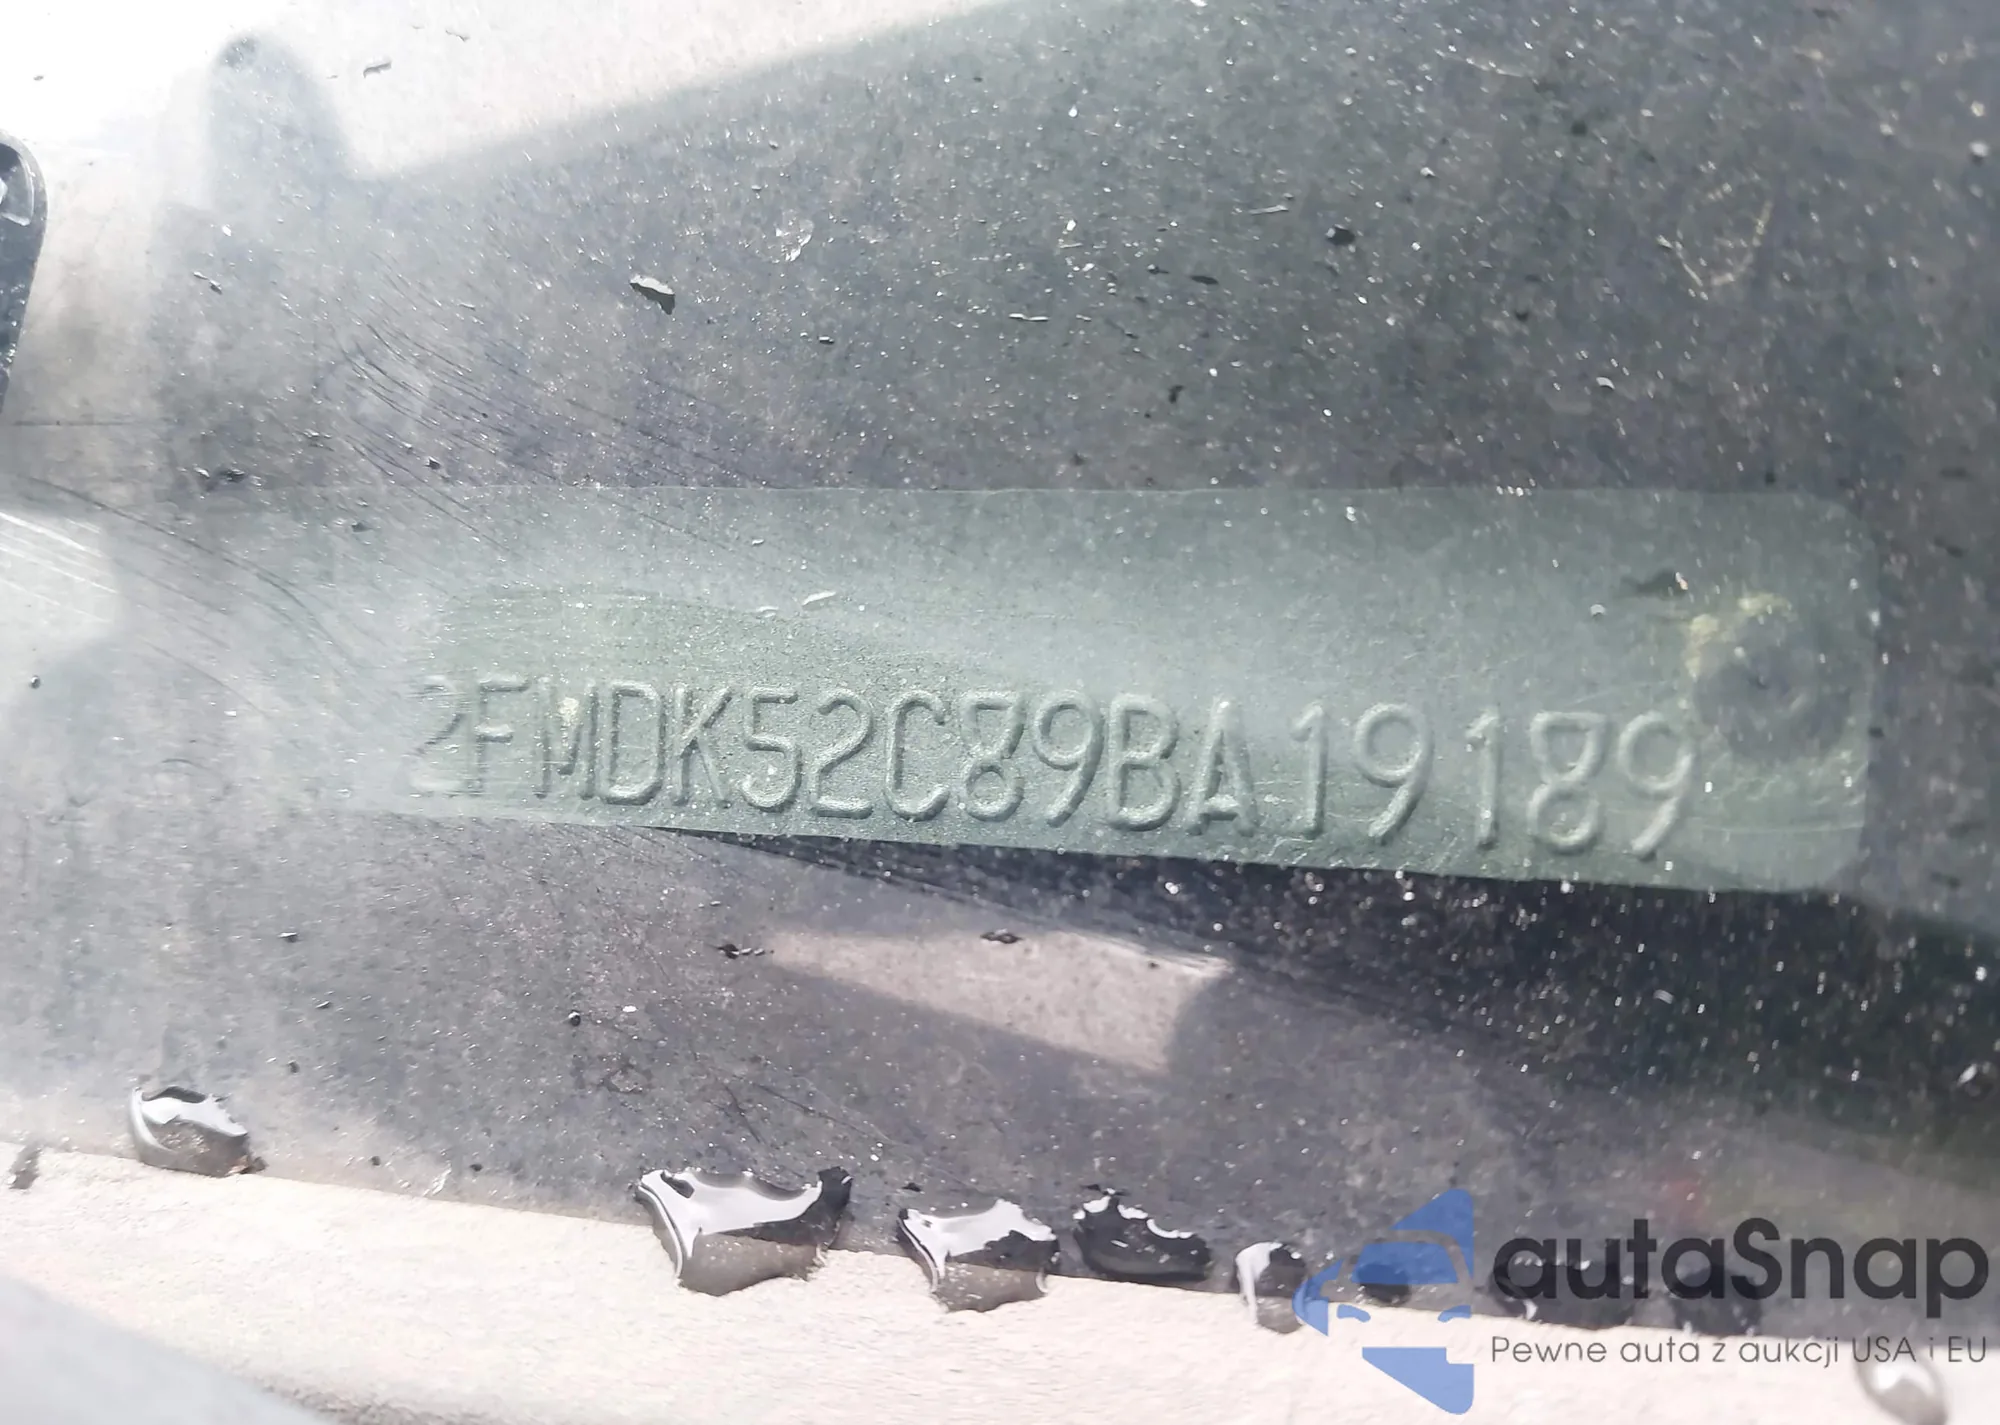 2FMDK52C89BA19189
autaSnap
Pewne auta z aukcji USA i EU